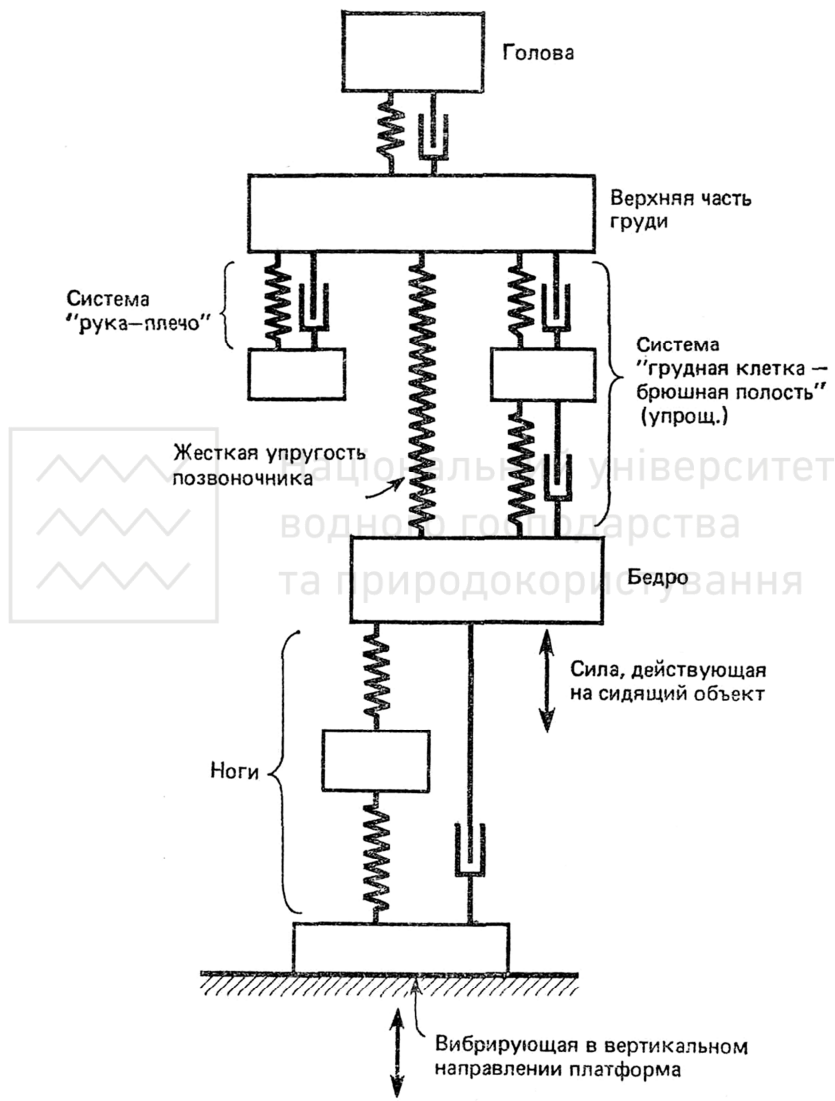 Голова
Верхняя часть
груди
Система
"рука—плечо"
Система
"грудная клетка —
брюшная полость"
(упрощ.)
Жесткая упругость
позвоночника
Національний університет
водного господарства
та природокористування
Бедро
Сила, действующая
на сидящий объект
Ноги
Вибрирующая в вертикальном
направлении платформа